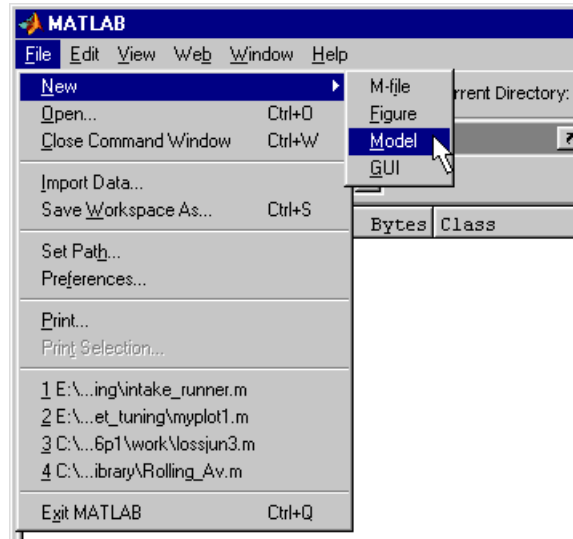 MATLAB
File Edit View Web Window Help
New
Open... Ctrl+O
Close Command Window Ctrl+W
Import Data...
Save Workspace As... Ctrl+S
Set Path...
Preferences...
Print...
Print Selection...
1 E:\...ing\intake_runner.m
2 E:\...et_tuning\myplot1.m
3 C:\...6p1\work\lossjun3.m
4 C:\...ibrary\Rolling_Av.m
Exit MATLAB Ctrl+Q
M-file
Figure
Model
GUI
rrent Directory:
Bytes Class